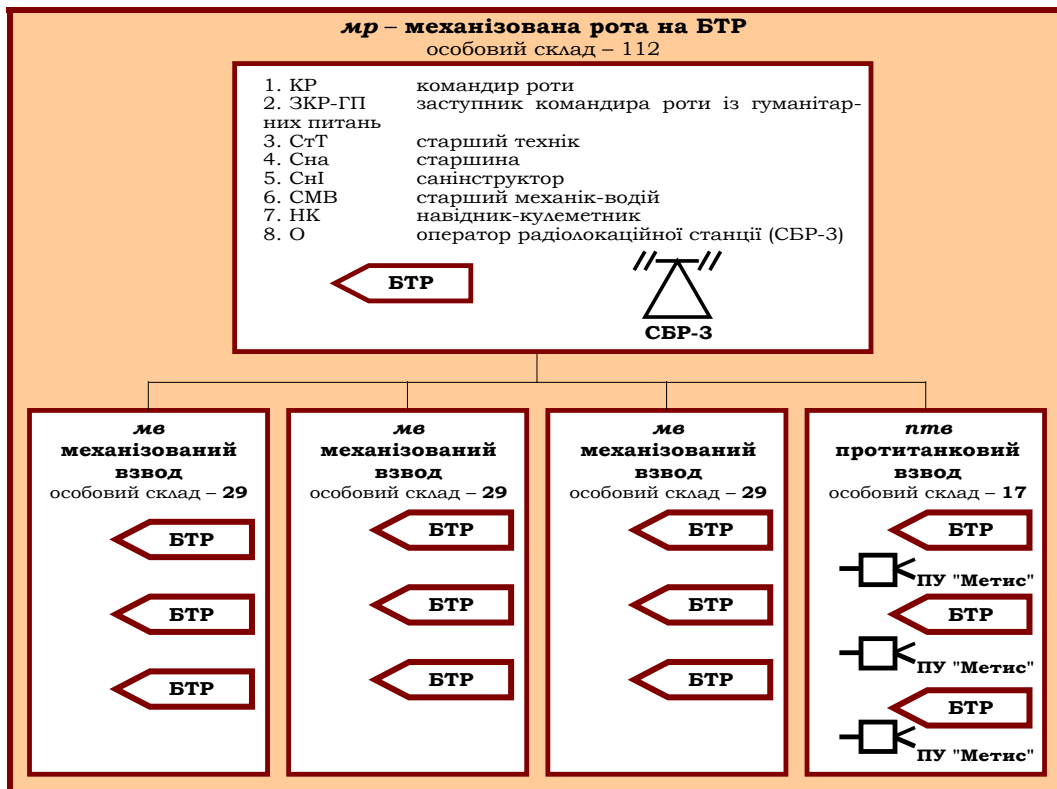 мр – механізована рота на БТР
особовий склад – 112
1. КР командир роти
2. ЗКР-ГП заступник командира роти із гуманітар-
них питань
3. СтТ старший технік
4. Сна старшина
5. СнІ санінструктор
6. СМВ старший механік-водій
7. НК навідник-кулеметник
8. О оператор радіолокаційної станції (СБР-3)
БТР
СБР-3
мв
механізований
взвод
особовий склад – 29
БТР
БТР
БТР
мв
механізований
взвод
особовий склад – 29
БТР
БТР
БТР
мв
механізований
взвод
особовий склад – 29
БТР
БТР
БТР
птв
протитанковий
взвод
особовий склад – 17
БТР
ПУ "Метис"
БТР
ПУ "Метис"
БТР
ПУ "Метис"